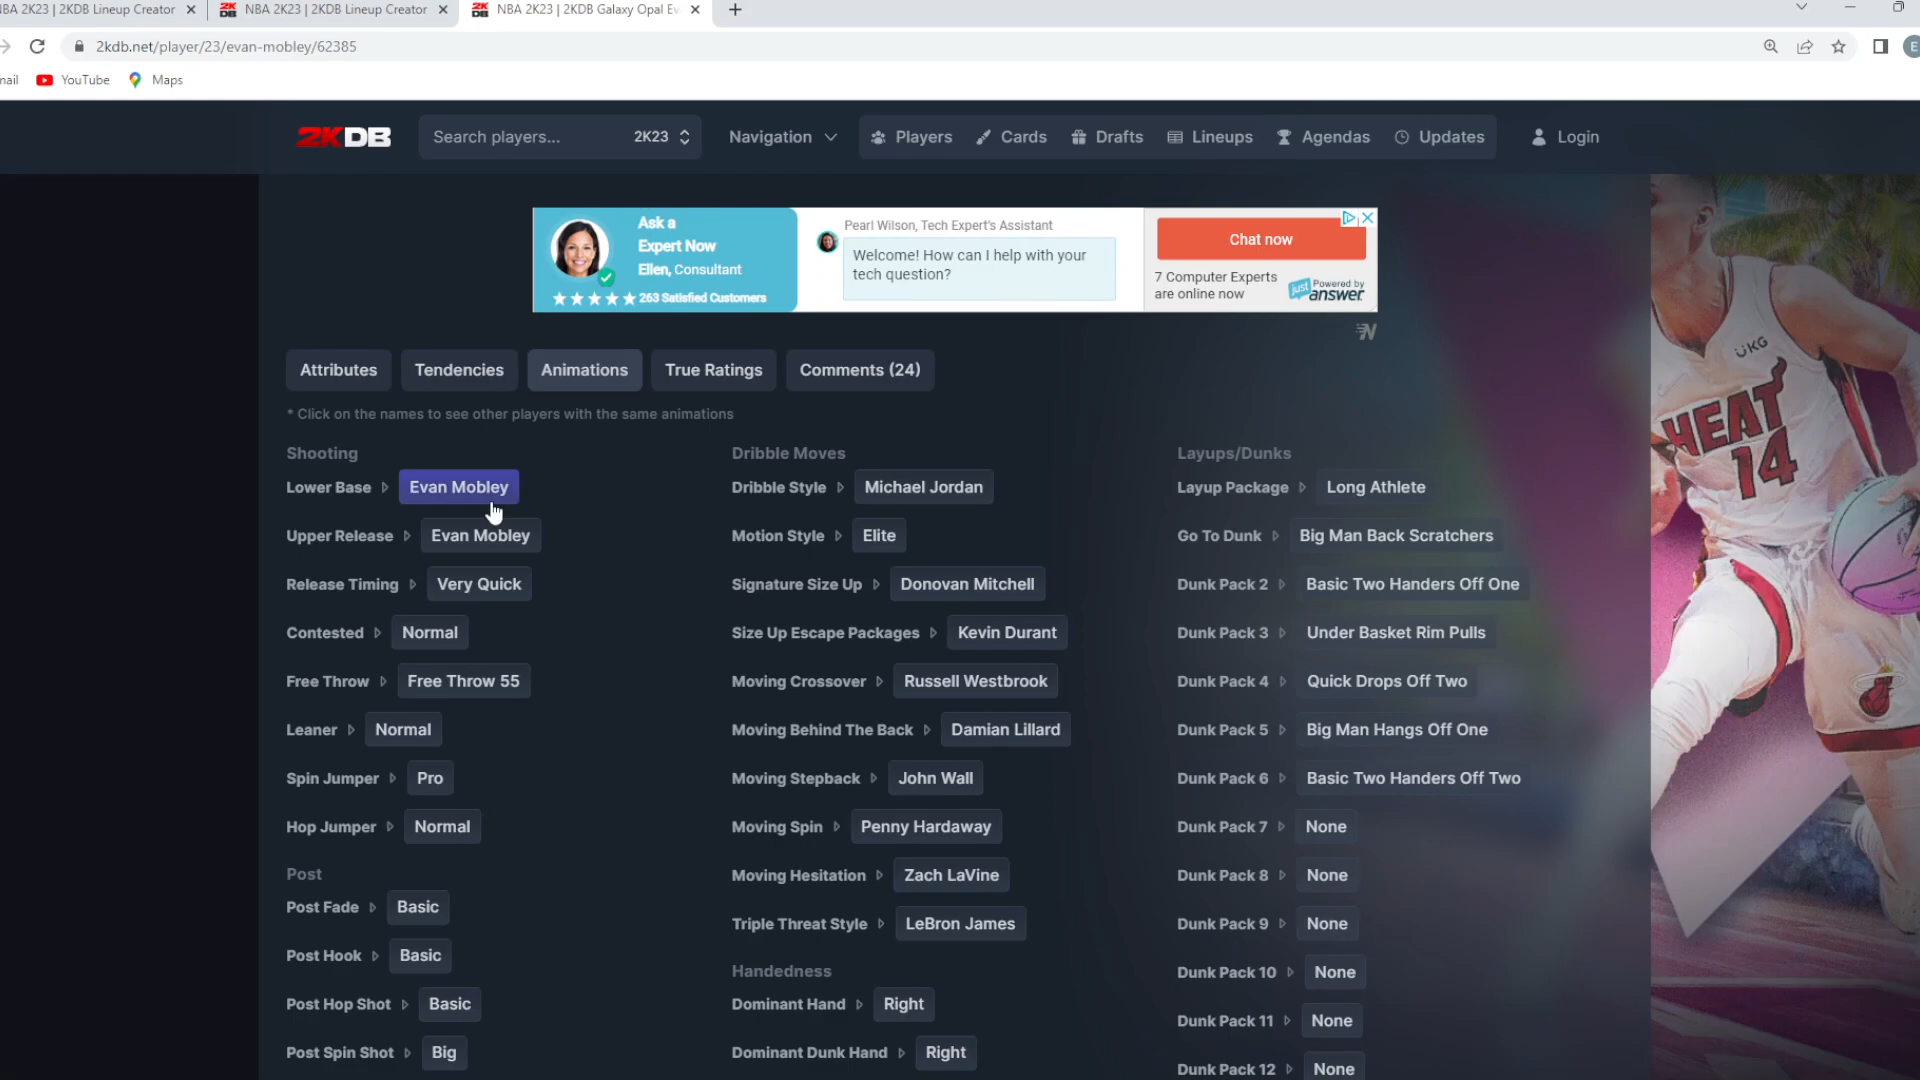 BA 2K23 | 2KDB Lineup Creator
NBA 2K23 | 2KDB Lineup Creator
NBA 2K23 | 2KDB Galaxy Opal Ev
2kdb.net/player/23/evan-mobley/62385
E
mail
YouTube
Maps
2KDB
Search players...
2K23
Navigation
Players
Cards
Drafts
Lineups
Agendas
Updates
Login
Ask a
Expert Now
Ellen, Consultant
263 Satisfied Customers
Pearl Wilson, Tech Expert's Assistant
Welcome! How can I help with your
tech question?
Chat now
7 Computer Experts
are online now
Powered by
just answer
Attributes
Tendencies
Animations
True Ratings
Comments (24)
* Click on the names to see other players with the same animations
Shooting
Lower Base Evan Mobley
Upper Release Evan Mobley
Release Timing Very Quick
Contested Normal
Free Throw Free Throw 55
Leaner Normal
Spin Jumper Pro
Hop Jumper Normal
Post
Post Fade Basic
Post Hook Basic
Post Hop Shot Basic
Post Spin Shot Big
Dribble Moves
Dribble Style Michael Jordan
Motion Style Elite
Signature Size Up Donovan Mitchell
Size Up Escape Packages Kevin Durant
Moving Crossover Russell Westbrook
Moving Behind The Back Damian Lillard
Moving Stepback John Wall
Moving Spin Penny Hardaway
Moving Hesitation Zach LaVine
Triple Threat Style LeBron James
Handedness
Dominant Hand Right
Dominant Dunk Hand Right
Layups/Dunks
Layup Package Long Athlete
Go To Dunk Big Man Back Scratchers
Dunk Pack 2 Basic Two Handers Off One
Dunk Pack 3 Under Basket Rim Pulls
Dunk Pack 4 Quick Drops Off Two
Dunk Pack 5 Big Man Hangs Off One
Dunk Pack 6 Basic Two Handers Off Two
Dunk Pack 7 None
Dunk Pack 8 None
Dunk Pack 9 None
Dunk Pack 10 None
Dunk Pack 11 None
Dunk Pack 12 None
UKG
HEAT
14